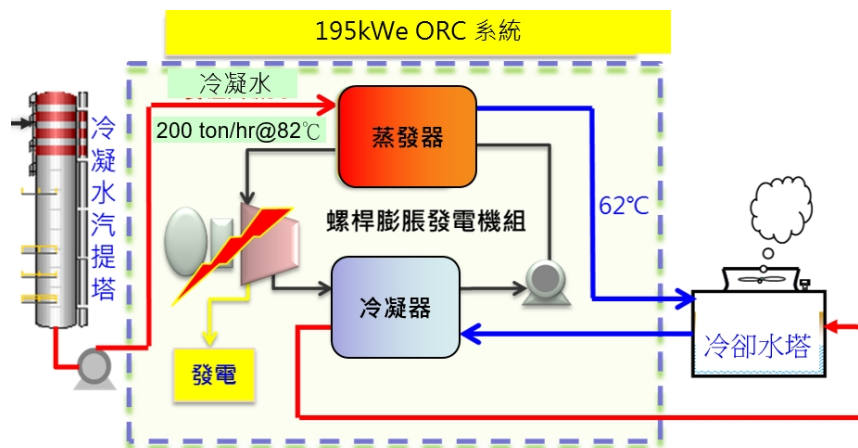 195kWe ORC 系統
冷凝水
200 ton/hr@82℃
冷凝水汽提塔
蒸發器
62℃
螺桿膨脹發電機組
冷凝器
發電
冷卻水塔